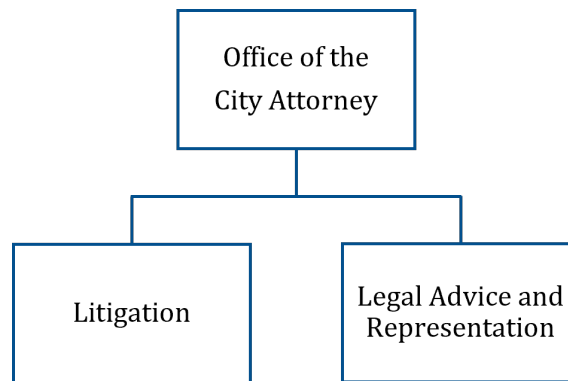 Office of the
City Attorney
Litigation
Legal Advice and
Representation